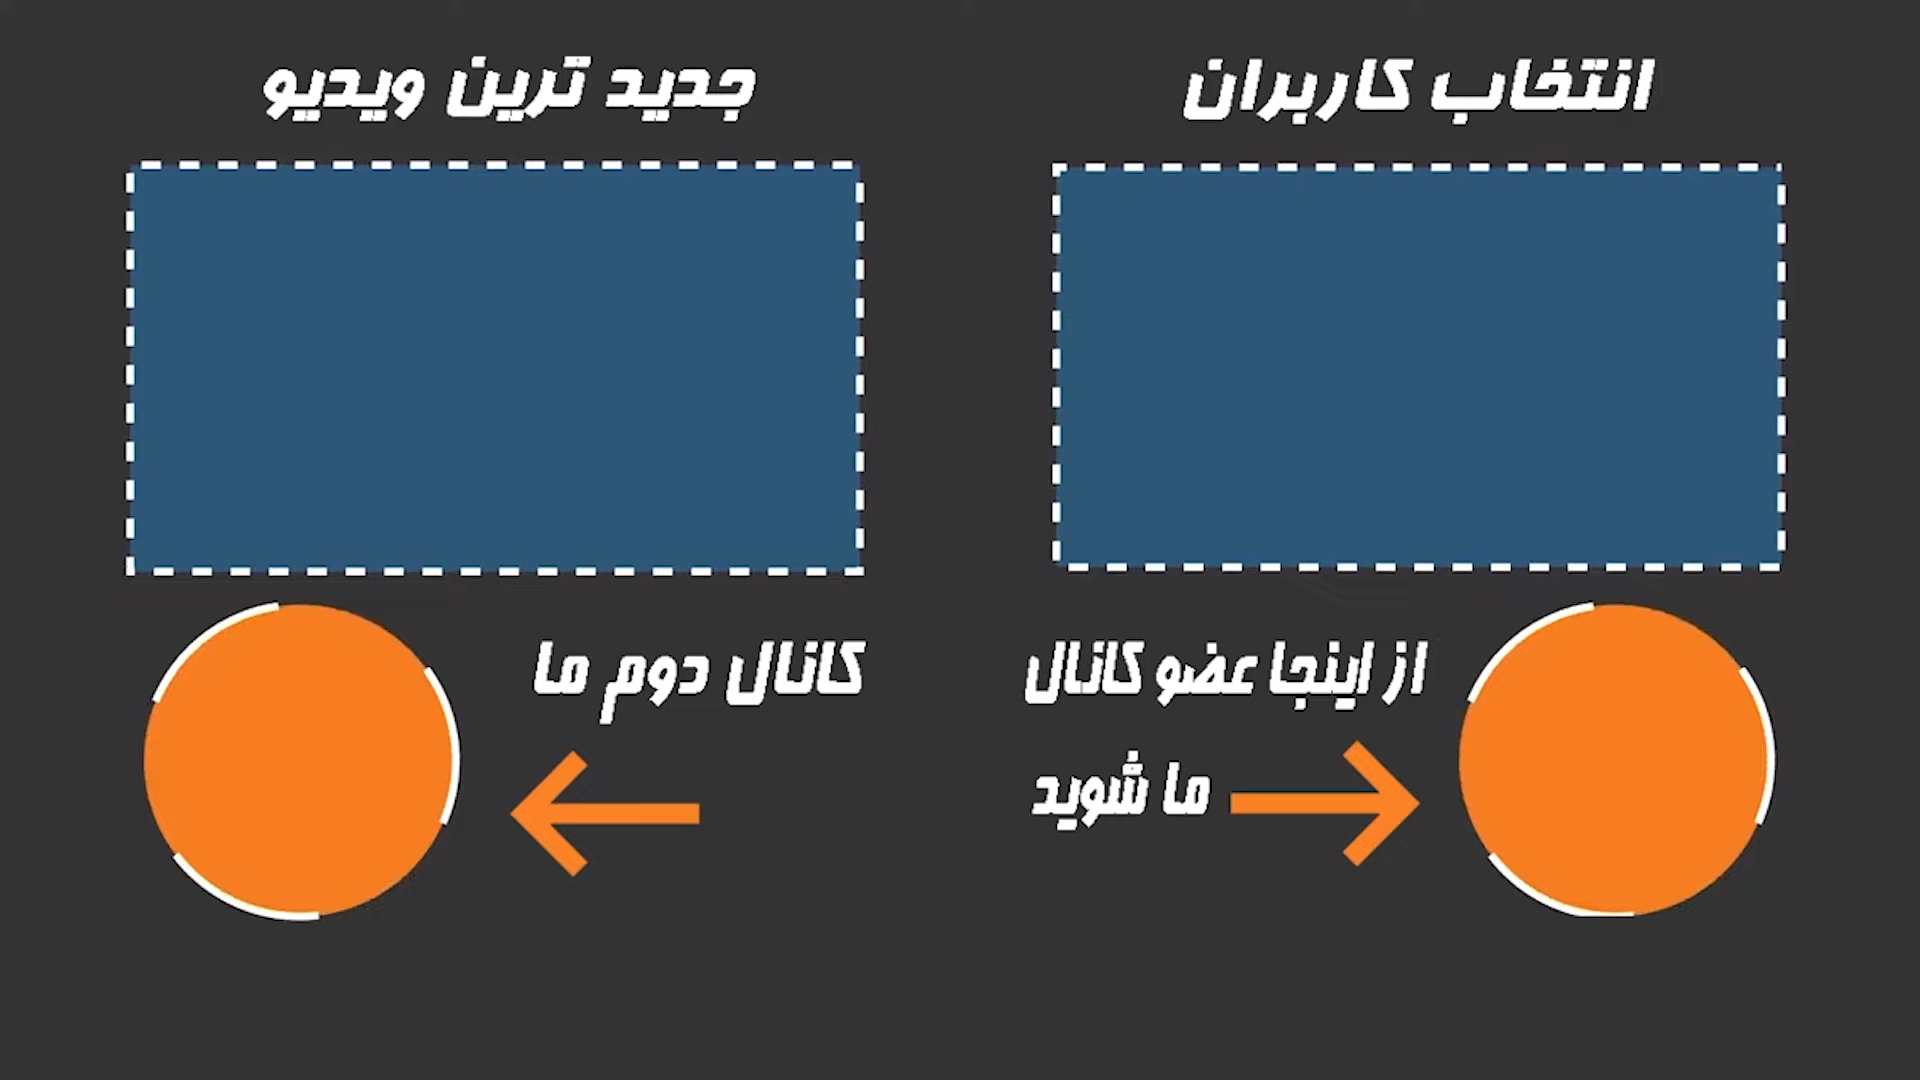 انتخاب کاربران
جدید ترین ویدیو
از اینجا عضو کانال
ما شوید
کانال دوم ما